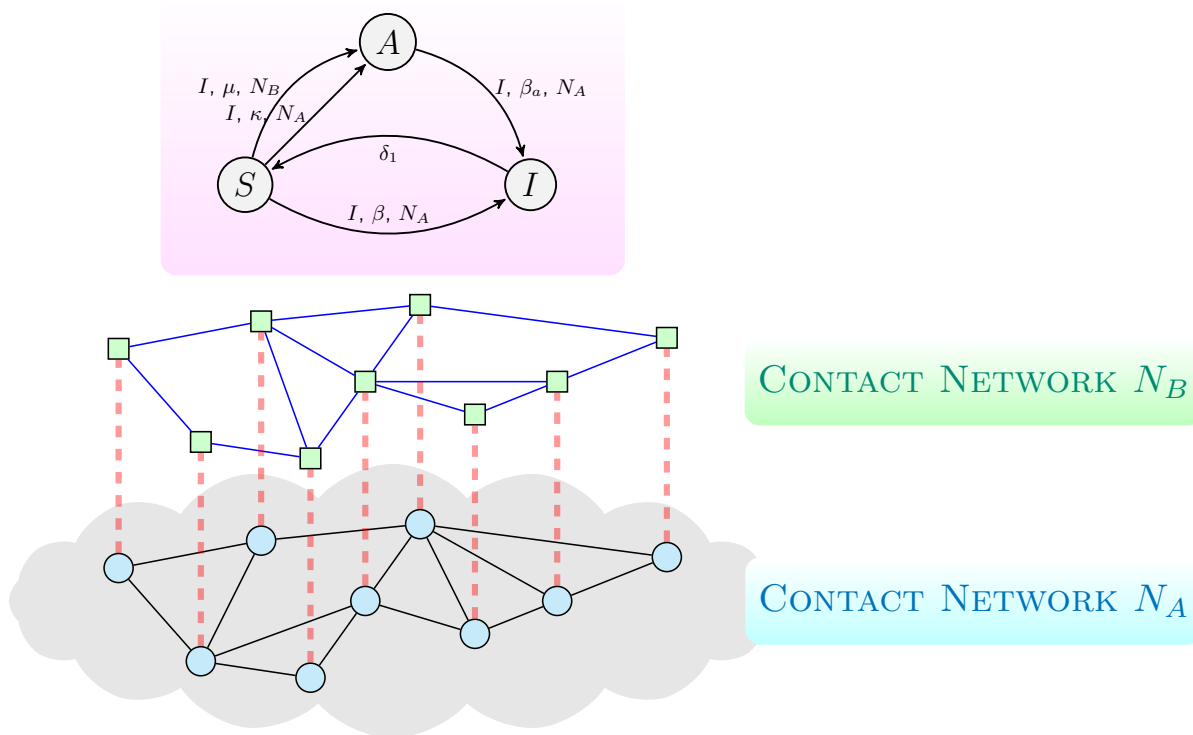 A
I, μ, N_B
I, β_a, N_A
I, κ, N_A
δ_1
S
I
I, β, N_A
CONTACT NETWORK N_B
CONTACT NETWORK N_A